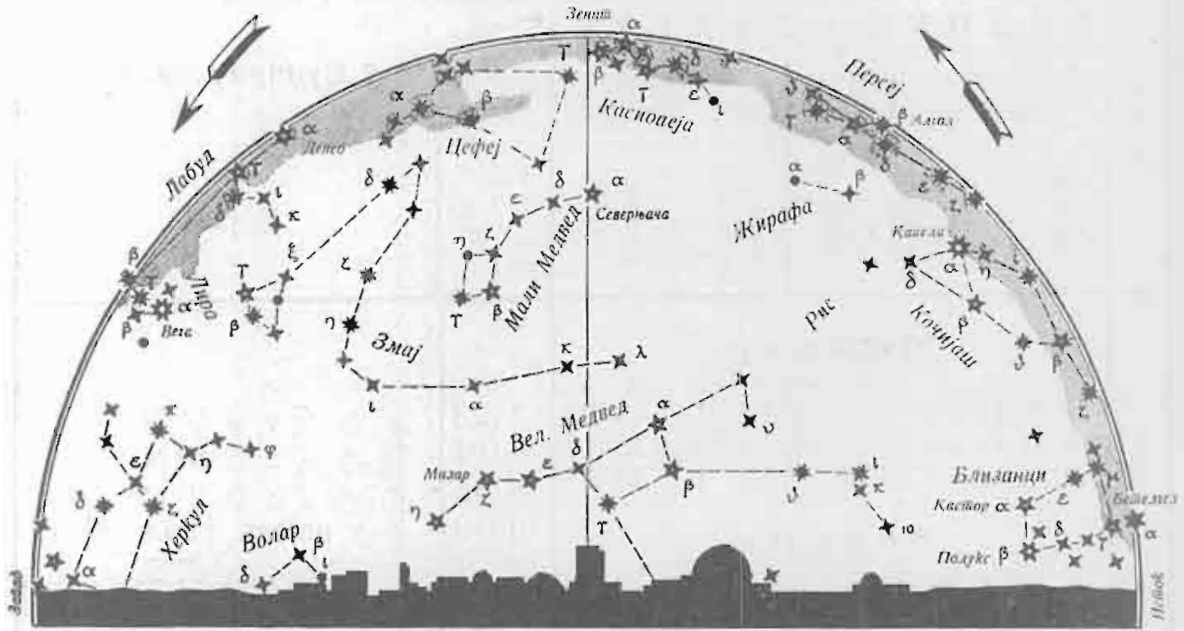 Зенит
α
γ β δ
γ ε ι
Касиопеја
Персеј
γ α β Алгол
δ
ε
ζ
α β
Цефеј
Лабуд
α
Денеб
γ
δ ι
κ
β
γ
Лира
β α
Вега
δ
ξ
γ
β
ζ
η
Змај
ι α κ λ
ε δ α
Северњача
η ζ
γ β
Мали Медвед
α β
Жирафа
Рис
Капела
δ α η ι
Кочијаш
β
ϑ β
ζ
Вел. Медвед
α
υ
Мизар ε δ
ζ β ϑ ι
κ
η γ 10
π
ε η φ
δ ζ
Херкул
α
Волар
β
δ ι
Близанци
Кастор α ε
Полукс β δ γ
Бетелгез
α
Запад
Исток